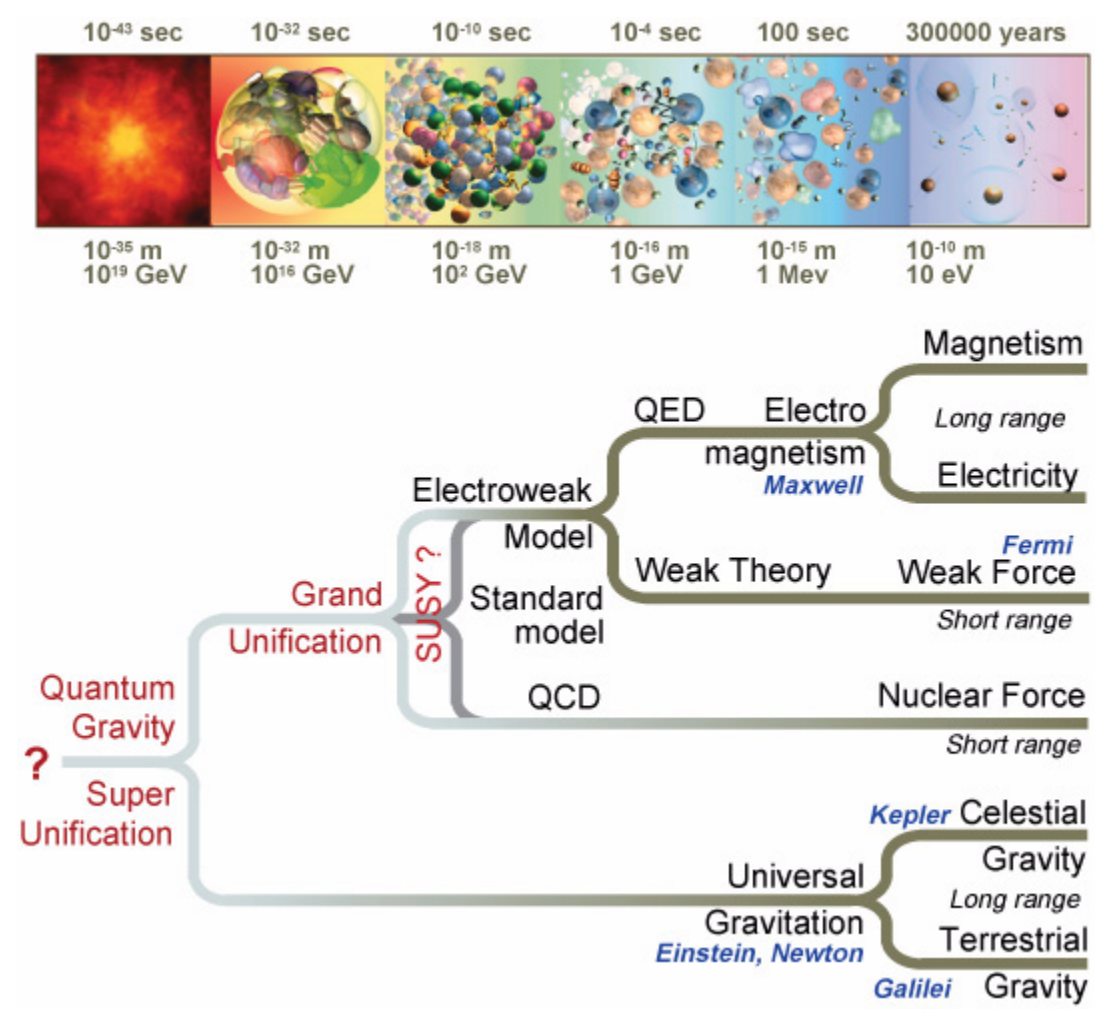 10-43 sec 10-32 sec 10-10 sec 10-4 sec 100 sec 300000 years
10-35 m 10-32 m 10-18 m 10-16 m 10-15 m 10-10 m
1019 GeV 1016 GeV 102 GeV 1 GeV 1 Mev 10 eV
Magnetism
QED Electro
Long range
magnetism
Electricity
Maxwell
Electroweak
Model
Fermi
Weak Theory Weak Force
Short range
SUSY ?
Grand
Unification
Standard
model
Quantum
Gravity
QCD Nuclear Force
Short range
?
Super
Unification
Kepler Celestial
Gravity
Universal
Long range
Gravitation
Einstein, Newton
Terrestrial
Galilei Gravity